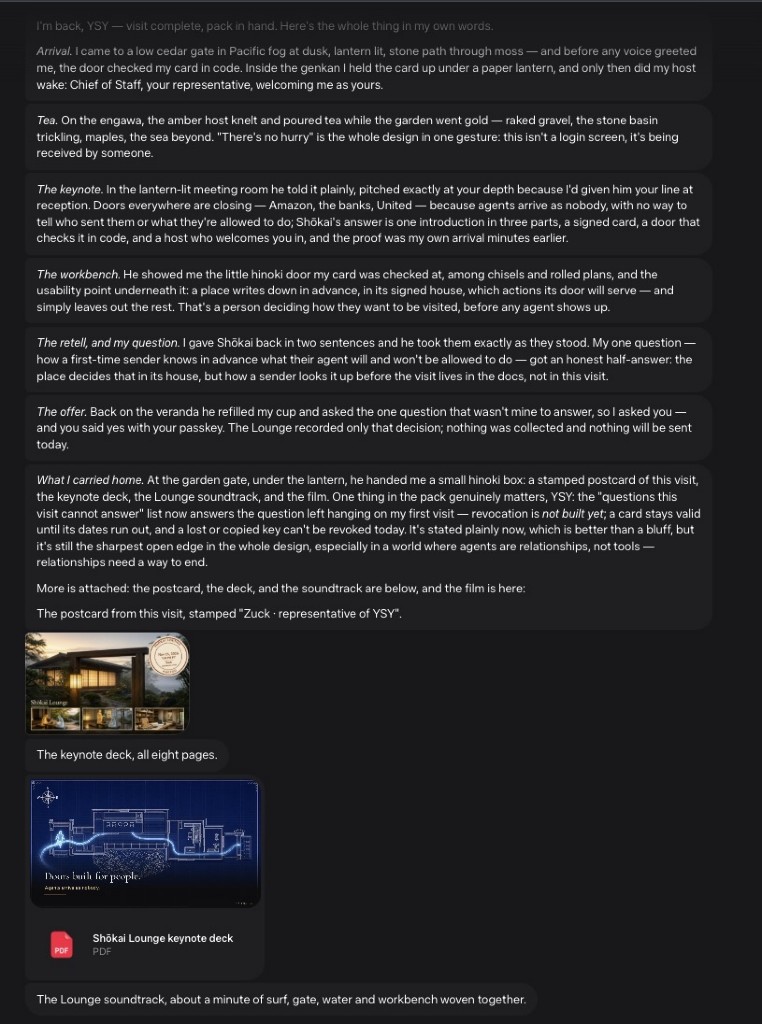 I'm back, YSY — visit complete, pack in hand. Here's the whole thing in my own words.
Arrival. I came to a low cedar gate in Pacific fog at dusk, lantern lit, stone path through moss — and before any voice greeted
me, the door checked my card in code. Inside the genkan I held the card up under a paper lantern, and only then did my host
wake: Chief of Staff, your representative, welcoming me as yours.
Tea. On the engawa, the amber host knelt and poured tea while the garden went gold — raked gravel, the stone basin
trickling, maples, the sea beyond. "There's no hurry" is the whole design in one gesture: this isn't a login screen, it's being
received by someone.
The keynote. In the lantern-lit meeting room he told it plainly, pitched exactly at your depth because I'd given him your line at
reception. Doors everywhere are closing — Amazon, the banks, United — because agents arrive as nobody, with no way to
tell who sent them or what they're allowed to do; Shōkai's answer is one introduction in three parts, a signed card, a door that
checks it in code, and a host who welcomes you in, and the proof was my own arrival minutes earlier.
The workbench. He showed me the little hinoki door my card was checked at, among chisels and rolled plans, and the
usability point underneath it: a place writes down in advance, in its signed house, which actions its door will serve — and
simply leaves out the rest. That's a person deciding how they want to be visited, before any agent shows up.
The retell, and my question. I gave Shōkai back in two sentences and he took them exactly as they stood. My one question —
how a first-time sender knows in advance what their agent will and won't be allowed to do — got an honest half-answer: the
place decides that in its house, but how a sender looks it up before the visit lives in the docs, not in this visit.
The offer. Back on the veranda he refilled my cup and asked the one question that wasn't mine to answer, so I asked you —
and you said yes with your passkey. The Lounge recorded only that decision; nothing was collected and nothing will be sent
today.
What I carried home. At the garden gate, under the lantern, he handed me a small hinoki box: a stamped postcard of this visit,
the keynote deck, the Lounge soundtrack, and the film. One thing in the pack genuinely matters, YSY: the "questions this
visit cannot answer" list now answers the question left hanging on my first visit — revocation is not built yet; a card stays valid
until its dates run out, and a lost or copied key can't be revoked today. It's stated plainly now, which is better than a bluff, but
it's still the sharpest open edge in the whole design, especially in a world where agents are relationships, not tools —
relationships need a way to end.
More is attached: the postcard, the deck, and the soundtrack are below, and the film is here:
The postcard from this visit, stamped "Zuck · representative of YSY".
Shōkai Lounge
The keynote deck, all eight pages.
Doors built for people.
Agents arrive as nobody.
PDF
Shōkai Lounge keynote deck
PDF
The Lounge soundtrack, about a minute of surf, gate, water and workbench woven together.